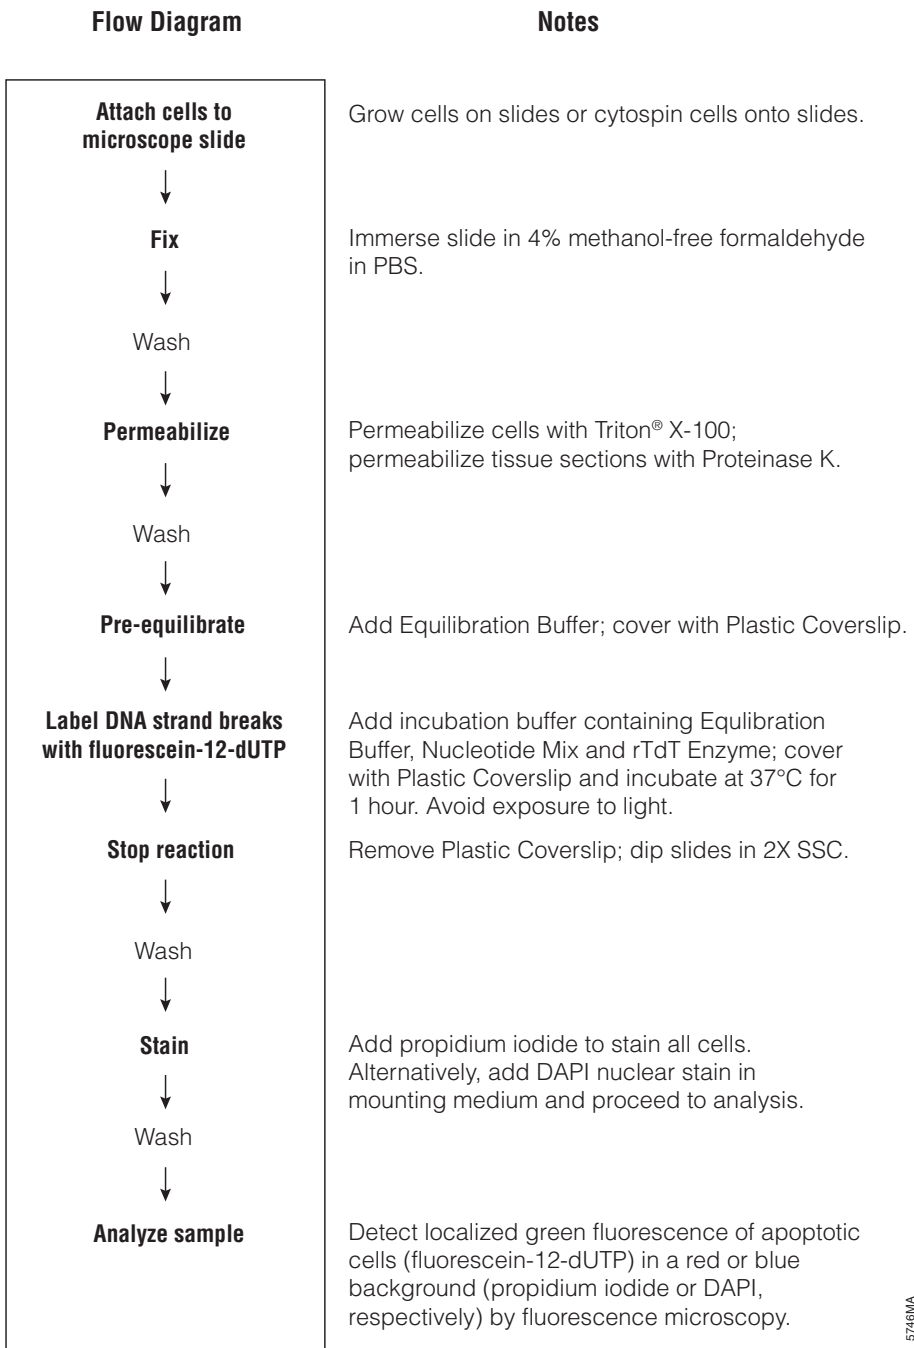 Flow Diagram
Notes
Attach cells to
microscope slide
Grow cells on slides or cytospin cells onto slides.
Fix
Immerse slide in 4% methanol-free formaldehyde
in PBS.
Wash
Permeabilize
Permeabilize cells with Triton® X-100;
permeabilize tissue sections with Proteinase K.
Wash
Pre-equilibrate
Add Equilibration Buffer; cover with Plastic Coverslip.
Label DNA strand breaks
with fluorescein-12-dUTP
Add incubation buffer containing Equlibration
Buffer, Nucleotide Mix and rTdT Enzyme; cover
with Plastic Coverslip and incubate at 37°C for
1 hour. Avoid exposure to light.
Stop reaction
Remove Plastic Coverslip; dip slides in 2X SSC.
Wash
Stain
Add propidium iodide to stain all cells.
Alternatively, add DAPI nuclear stain in
mounting medium and proceed to analysis.
Wash
Analyze sample
Detect localized green fluorescence of apoptotic
cells (fluorescein-12-dUTP) in a red or blue
background (propidium iodide or DAPI,
respectively) by fluorescence microscopy.
5746MA